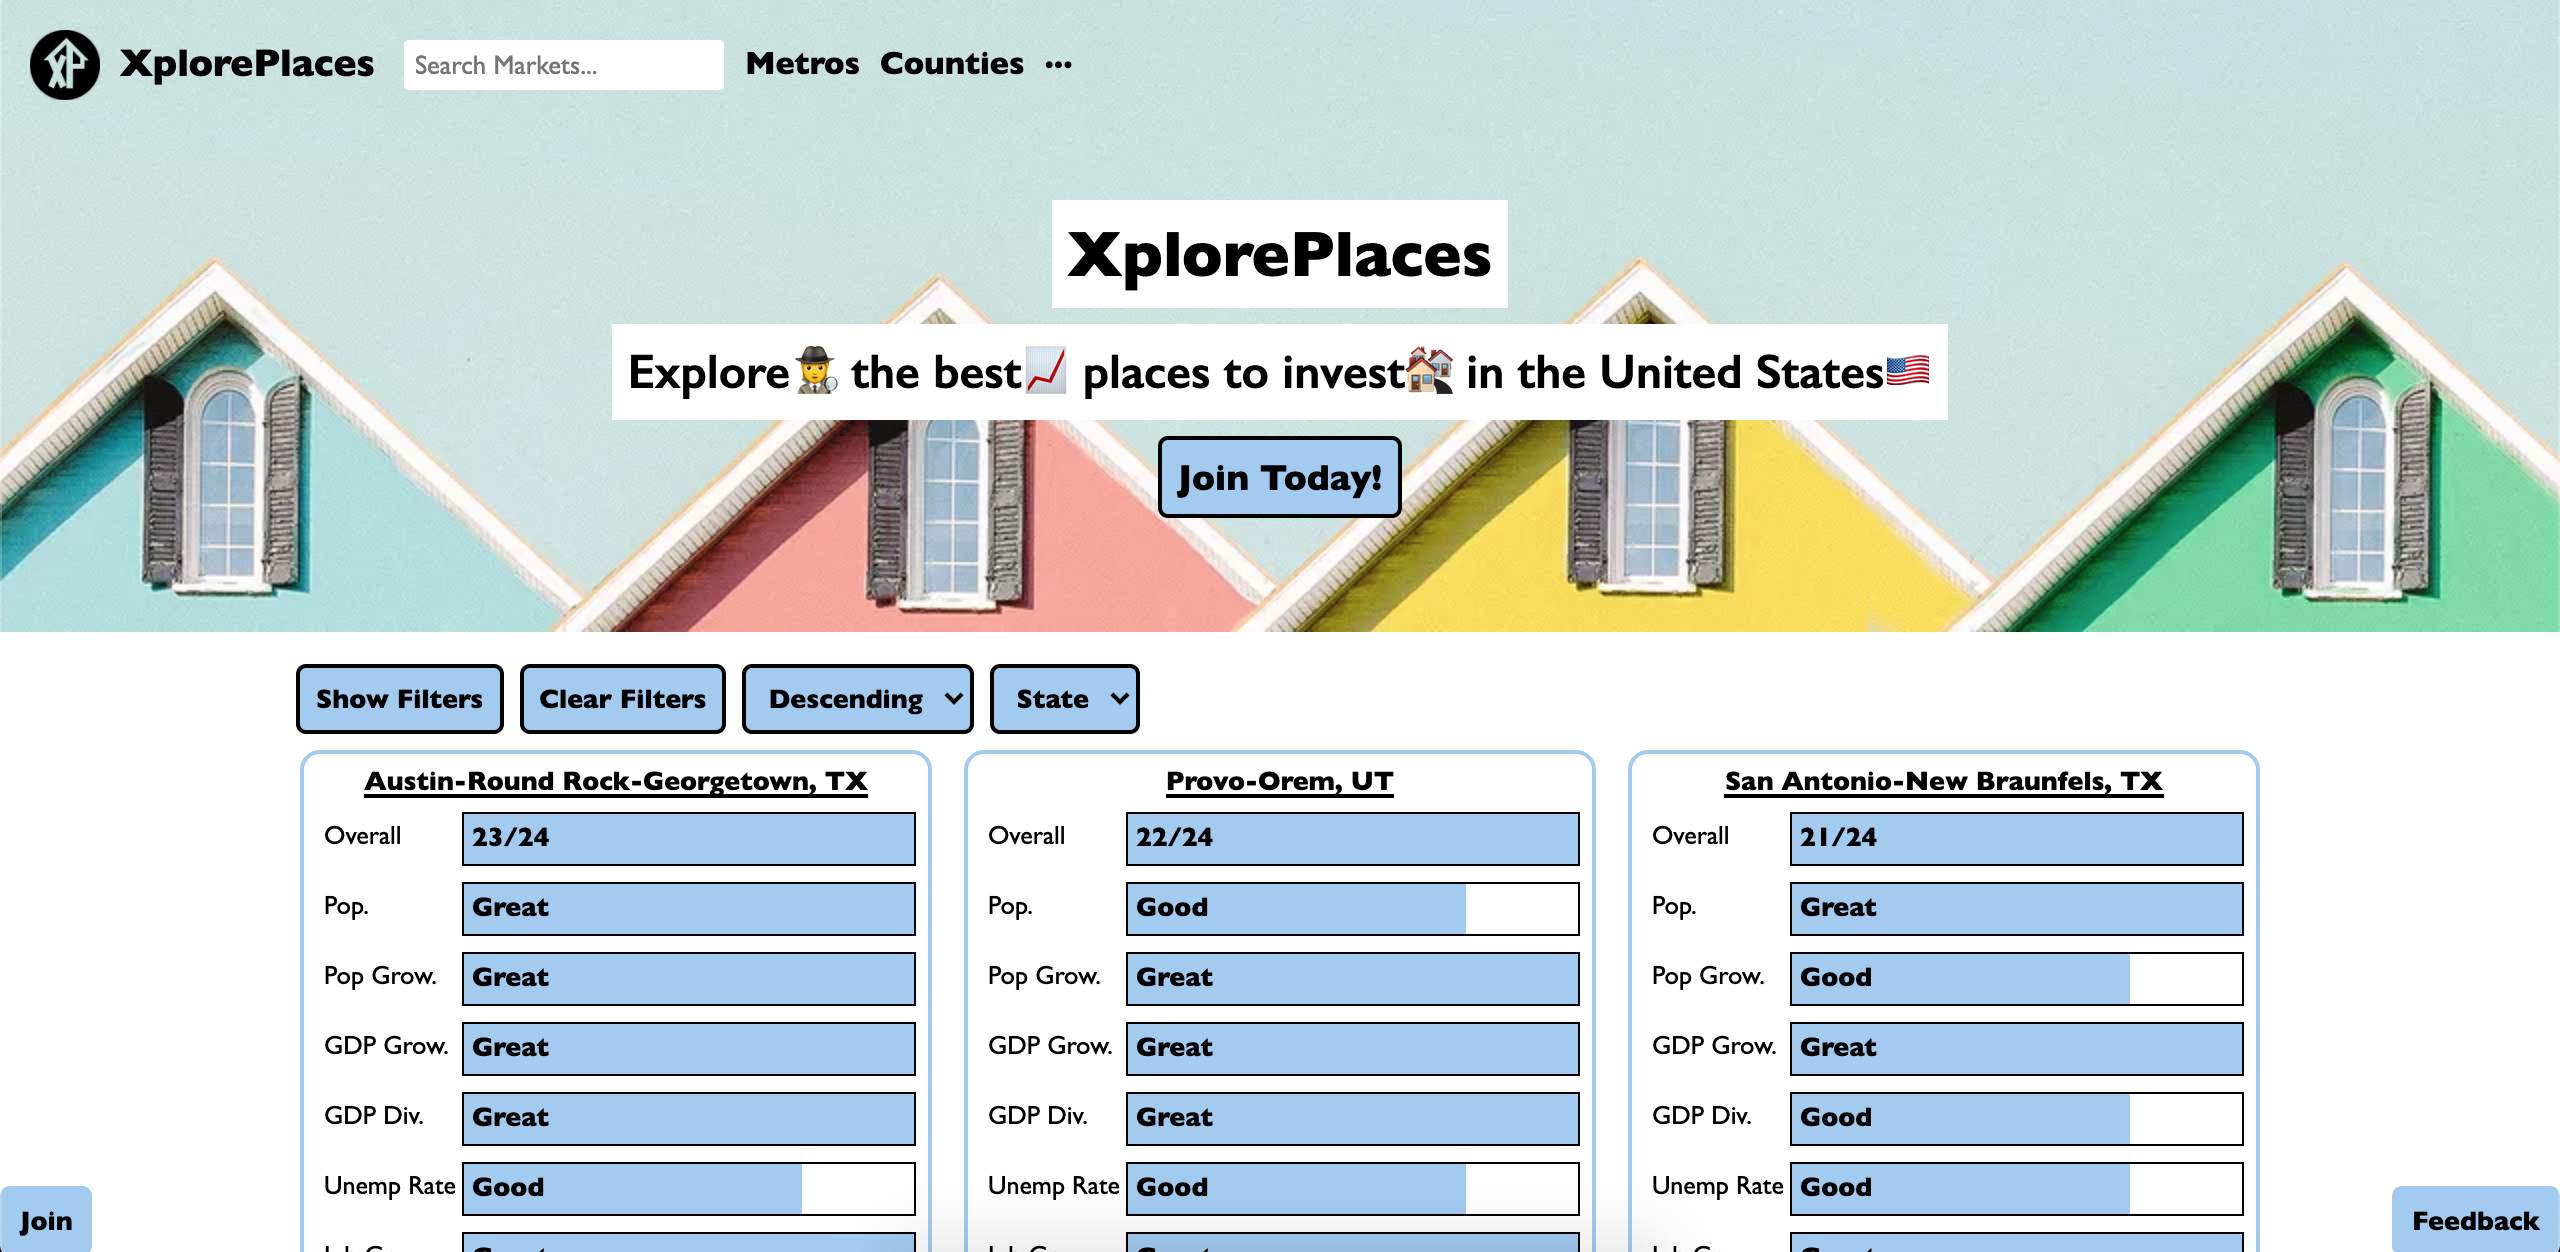 XP XplorePlaces Search Markets... Metros Counties ···
XplorePlaces
Explore🕵️ the best📈 places to invest🏘️ in the United States🇺🇸
Join Today!
Show Filters Clear Filters Descending State
Austin-Round Rock-Georgetown, TX
Overall 23/24
Pop. Great
Pop Grow. Great
GDP Grow. Great
GDP Div. Great
Unemp Rate Good
Provo-Orem, UT
Overall 22/24
Pop. Good
Pop Grow. Great
GDP Grow. Great
GDP Div. Great
Unemp Rate Good
San Antonio-New Braunfels, TX
Overall 21/24
Pop. Great
Pop Grow. Good
GDP Grow. Great
GDP Div. Good
Unemp Rate Good
Join
Feedback